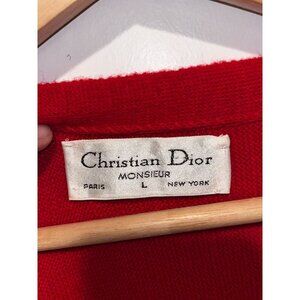 Christian Dior
MONSIEUR
PARIS L NEW YORK